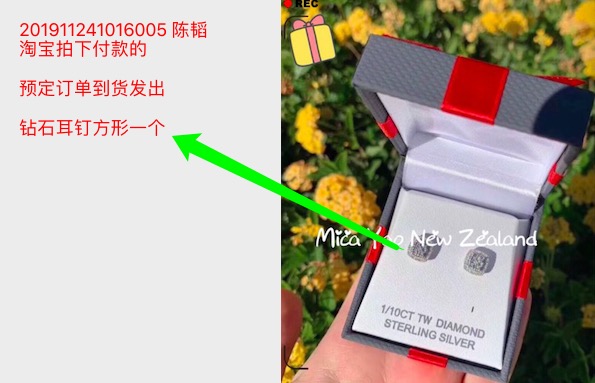 201911241016005 陈韬
淘宝拍下付款的
预定订单到货发出
钻石耳钉方形一个
REC
Mica Yoo New Zealand
1/10CT TW DIAMOND
STERLING SILVER